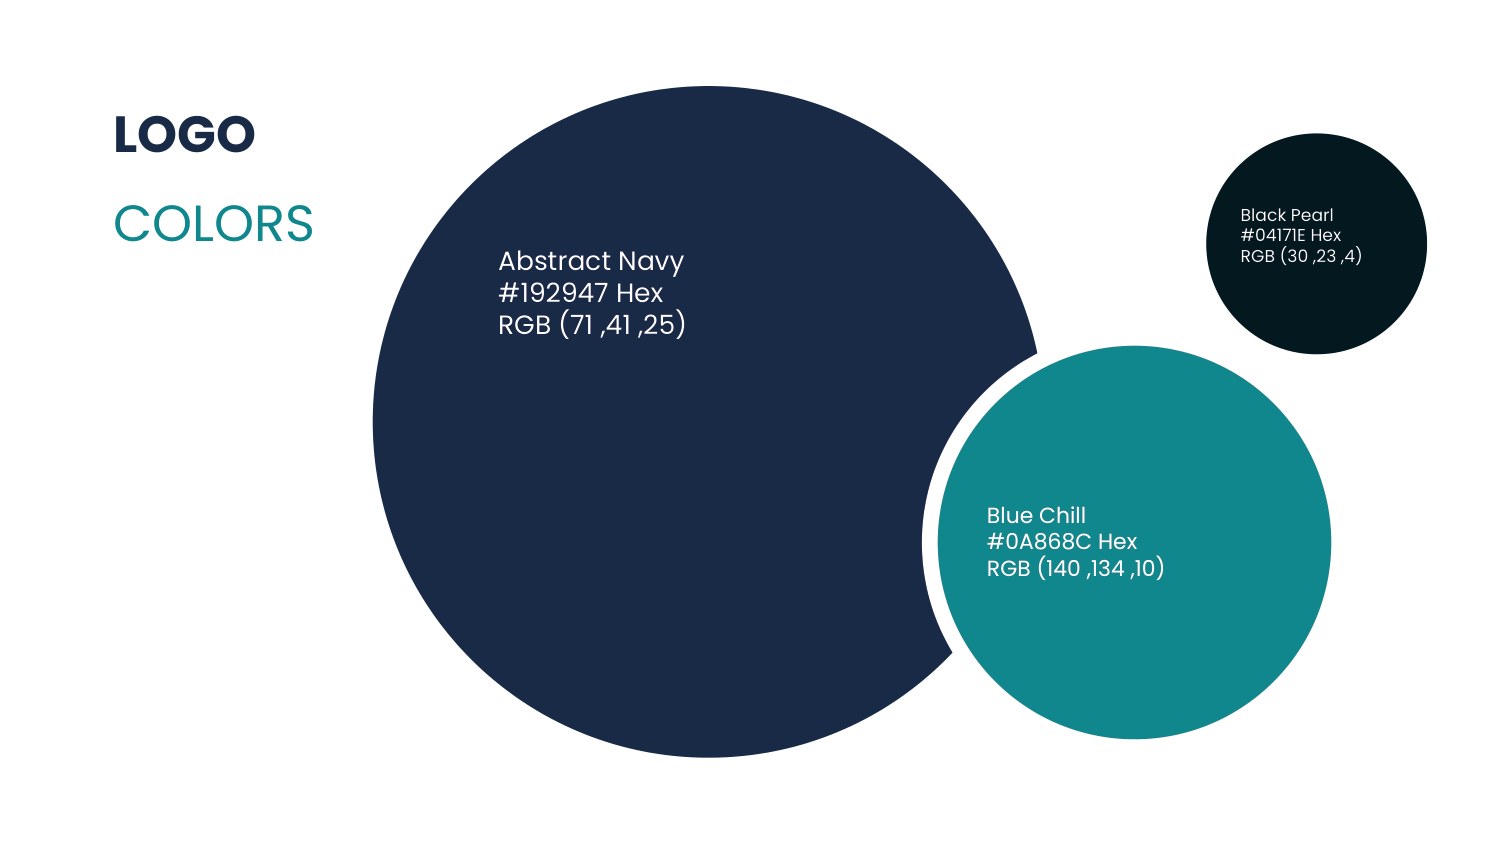 LOGO
COLORS
Abstract Navy
#192947 Hex
RGB (71 ,41 ,25)
Black Pearl
#04171E Hex
RGB (30 ,23 ,4)
Blue Chill
#0A868C Hex
RGB (140 ,134 ,10)